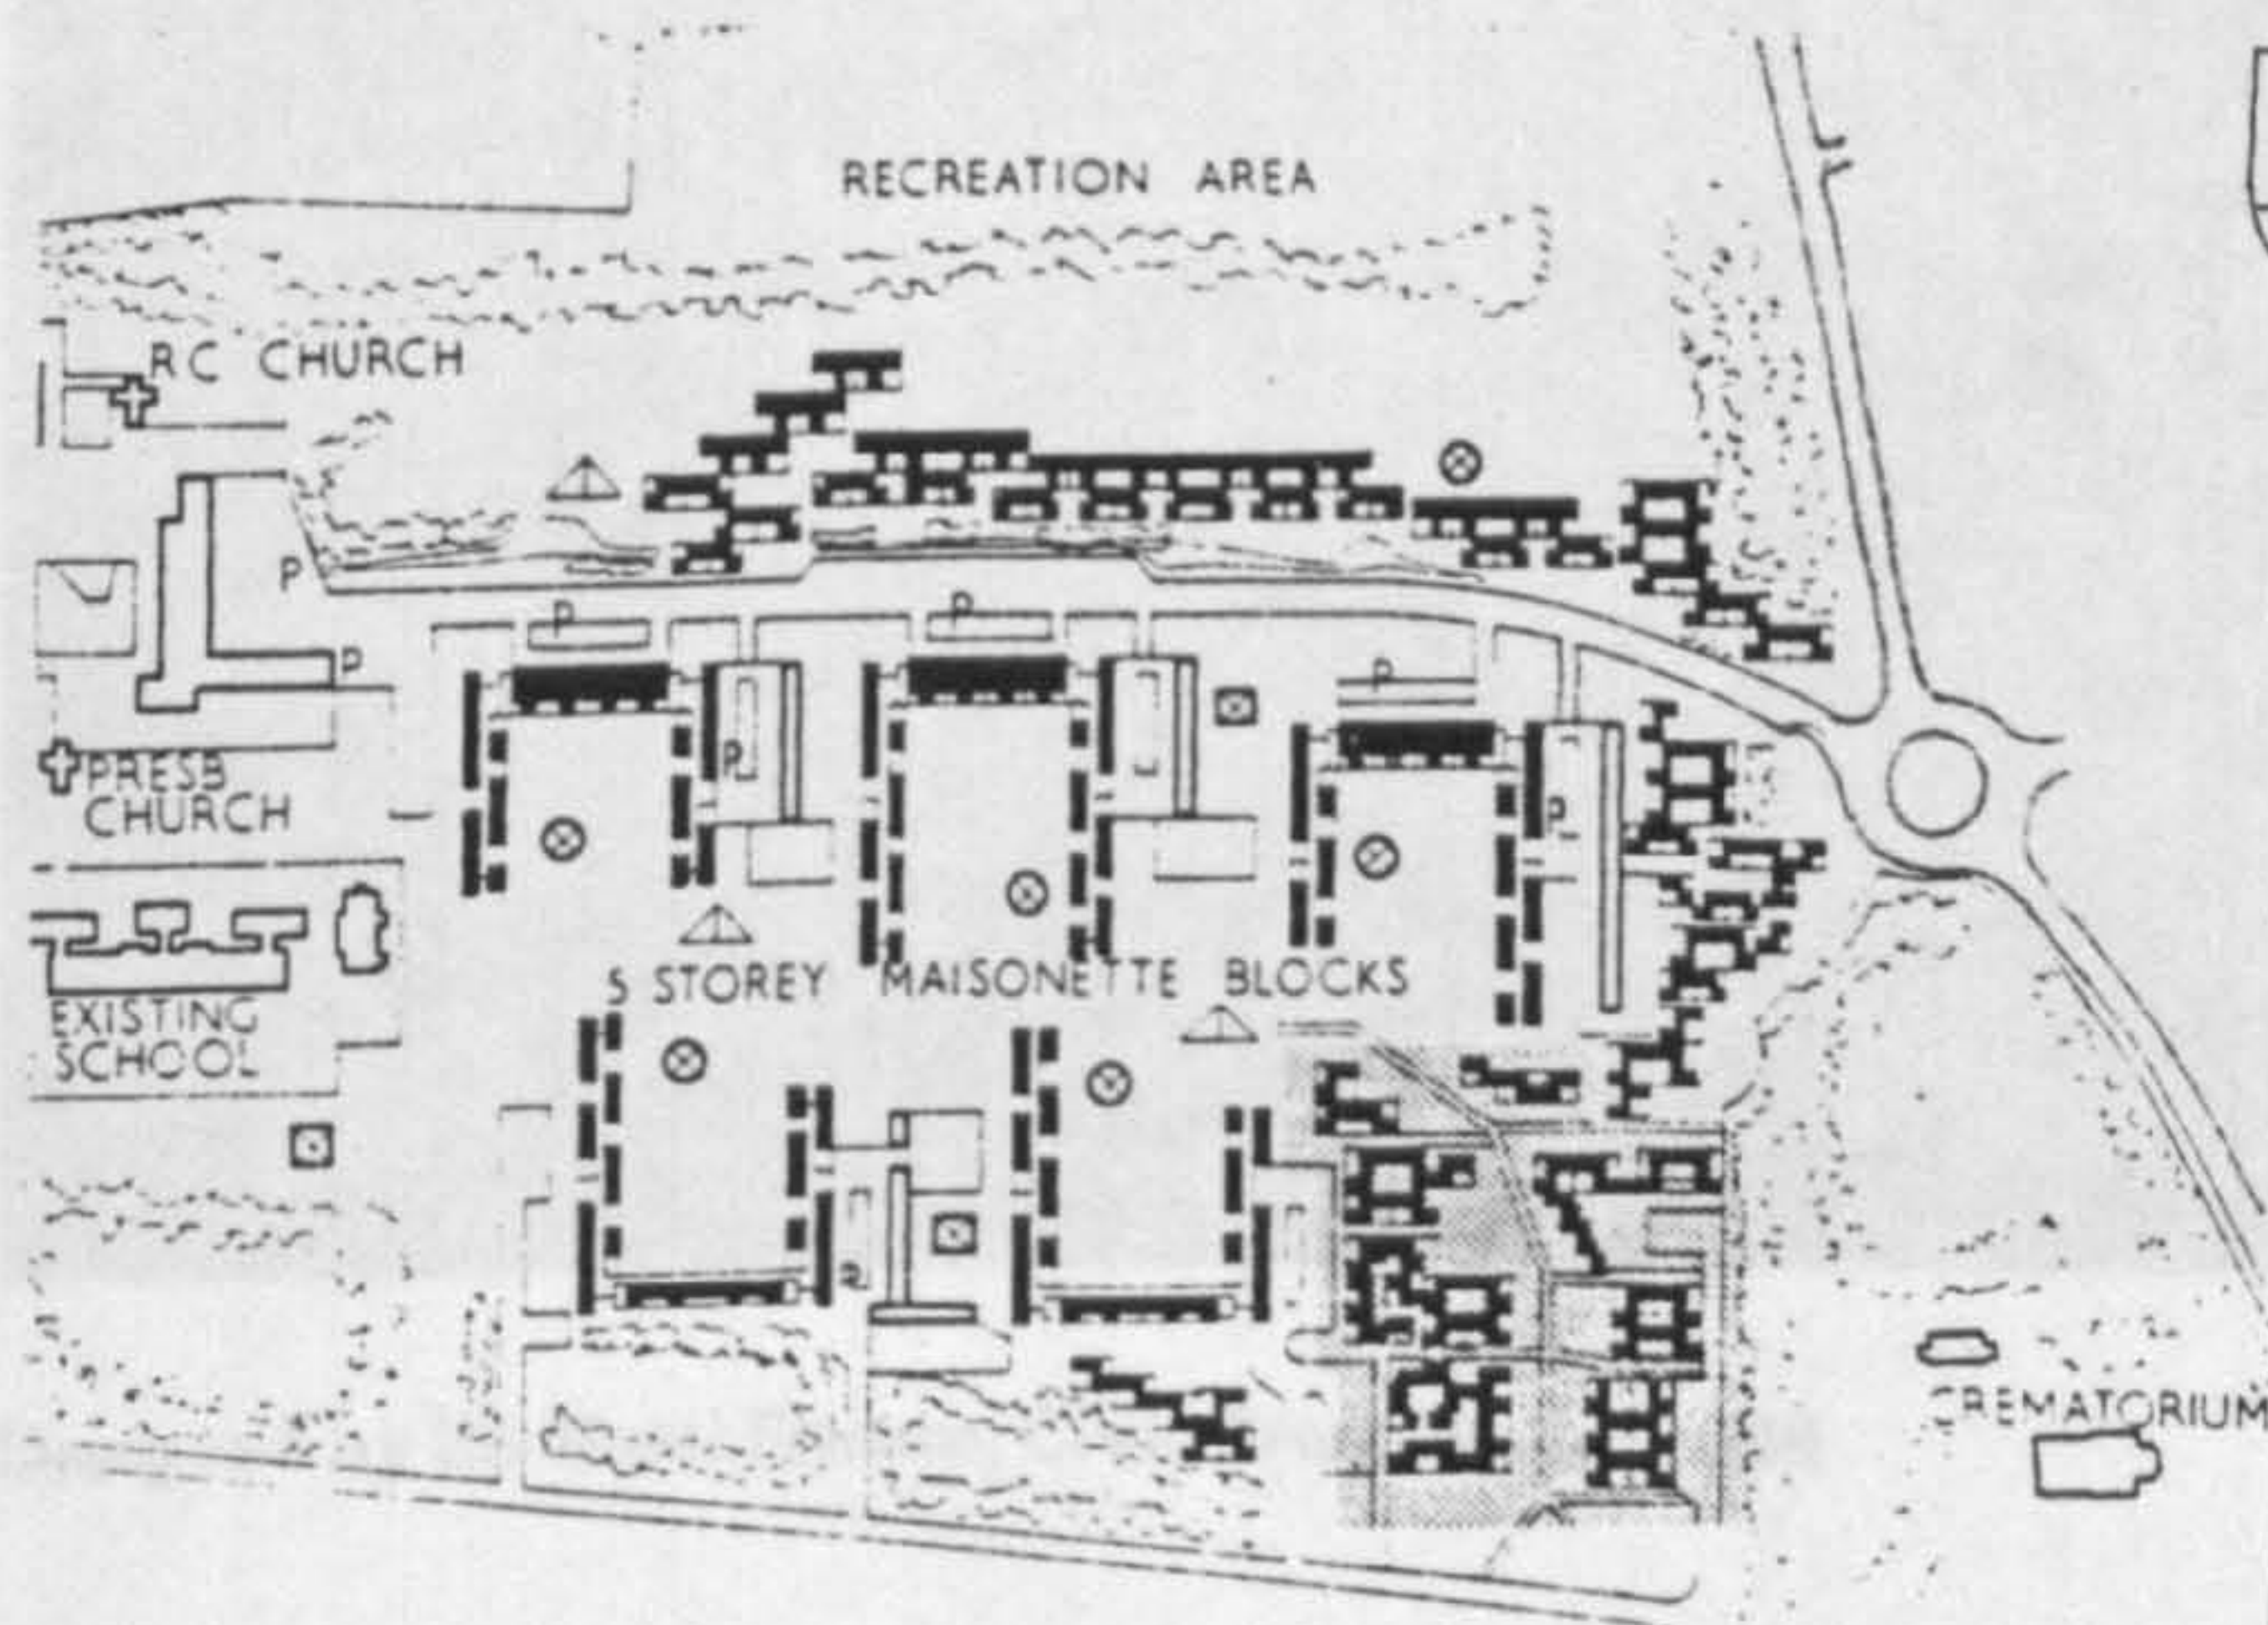 RECREATION AREA
RC CHURCH
P
P
P
P
P
P
P
PRESB
CHURCH
P
5 STOREY MAISONETTE BLOCKS
EXISTING
SCHOOL
P
CREMATORIUM